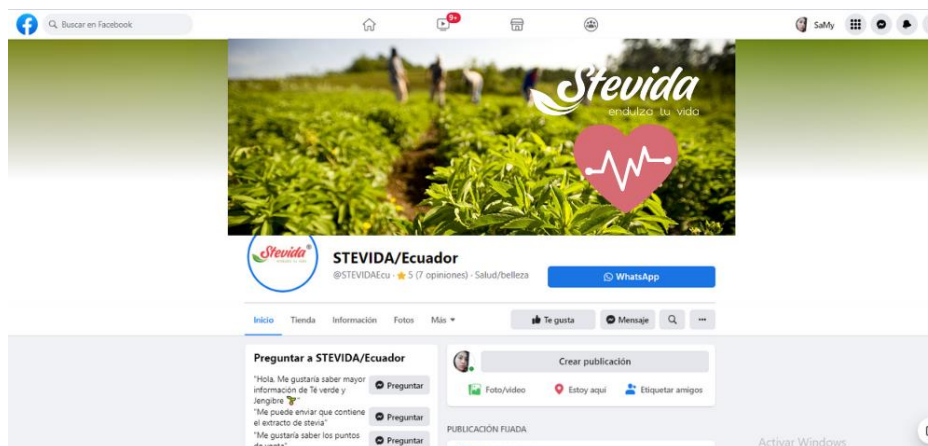 Buscar en Facebook
9+
SaMy
Stevida
endulza tu vida
Stevida®
STEVIDA/Ecuador
@STEVIDAEcu · 5 (7 opiniones) · Salud/belleza
WhatsApp
Inicio Tienda Información Fotos Más
Te gusta Mensaje
Preguntar a STEVIDA/Ecuador
"Hola. Me gustaría saber mayor
información de Té verde y
Jengibre "
Preguntar
"Me puede enviar que contiene
el extracto de stevia"
Preguntar
"Me gustaría saber los puntos
de venta"
Preguntar
Crear publicación
Foto/video Estoy aquí Etiquetar amigos
PUBLICACIÓN FIJADA
Activar Windows